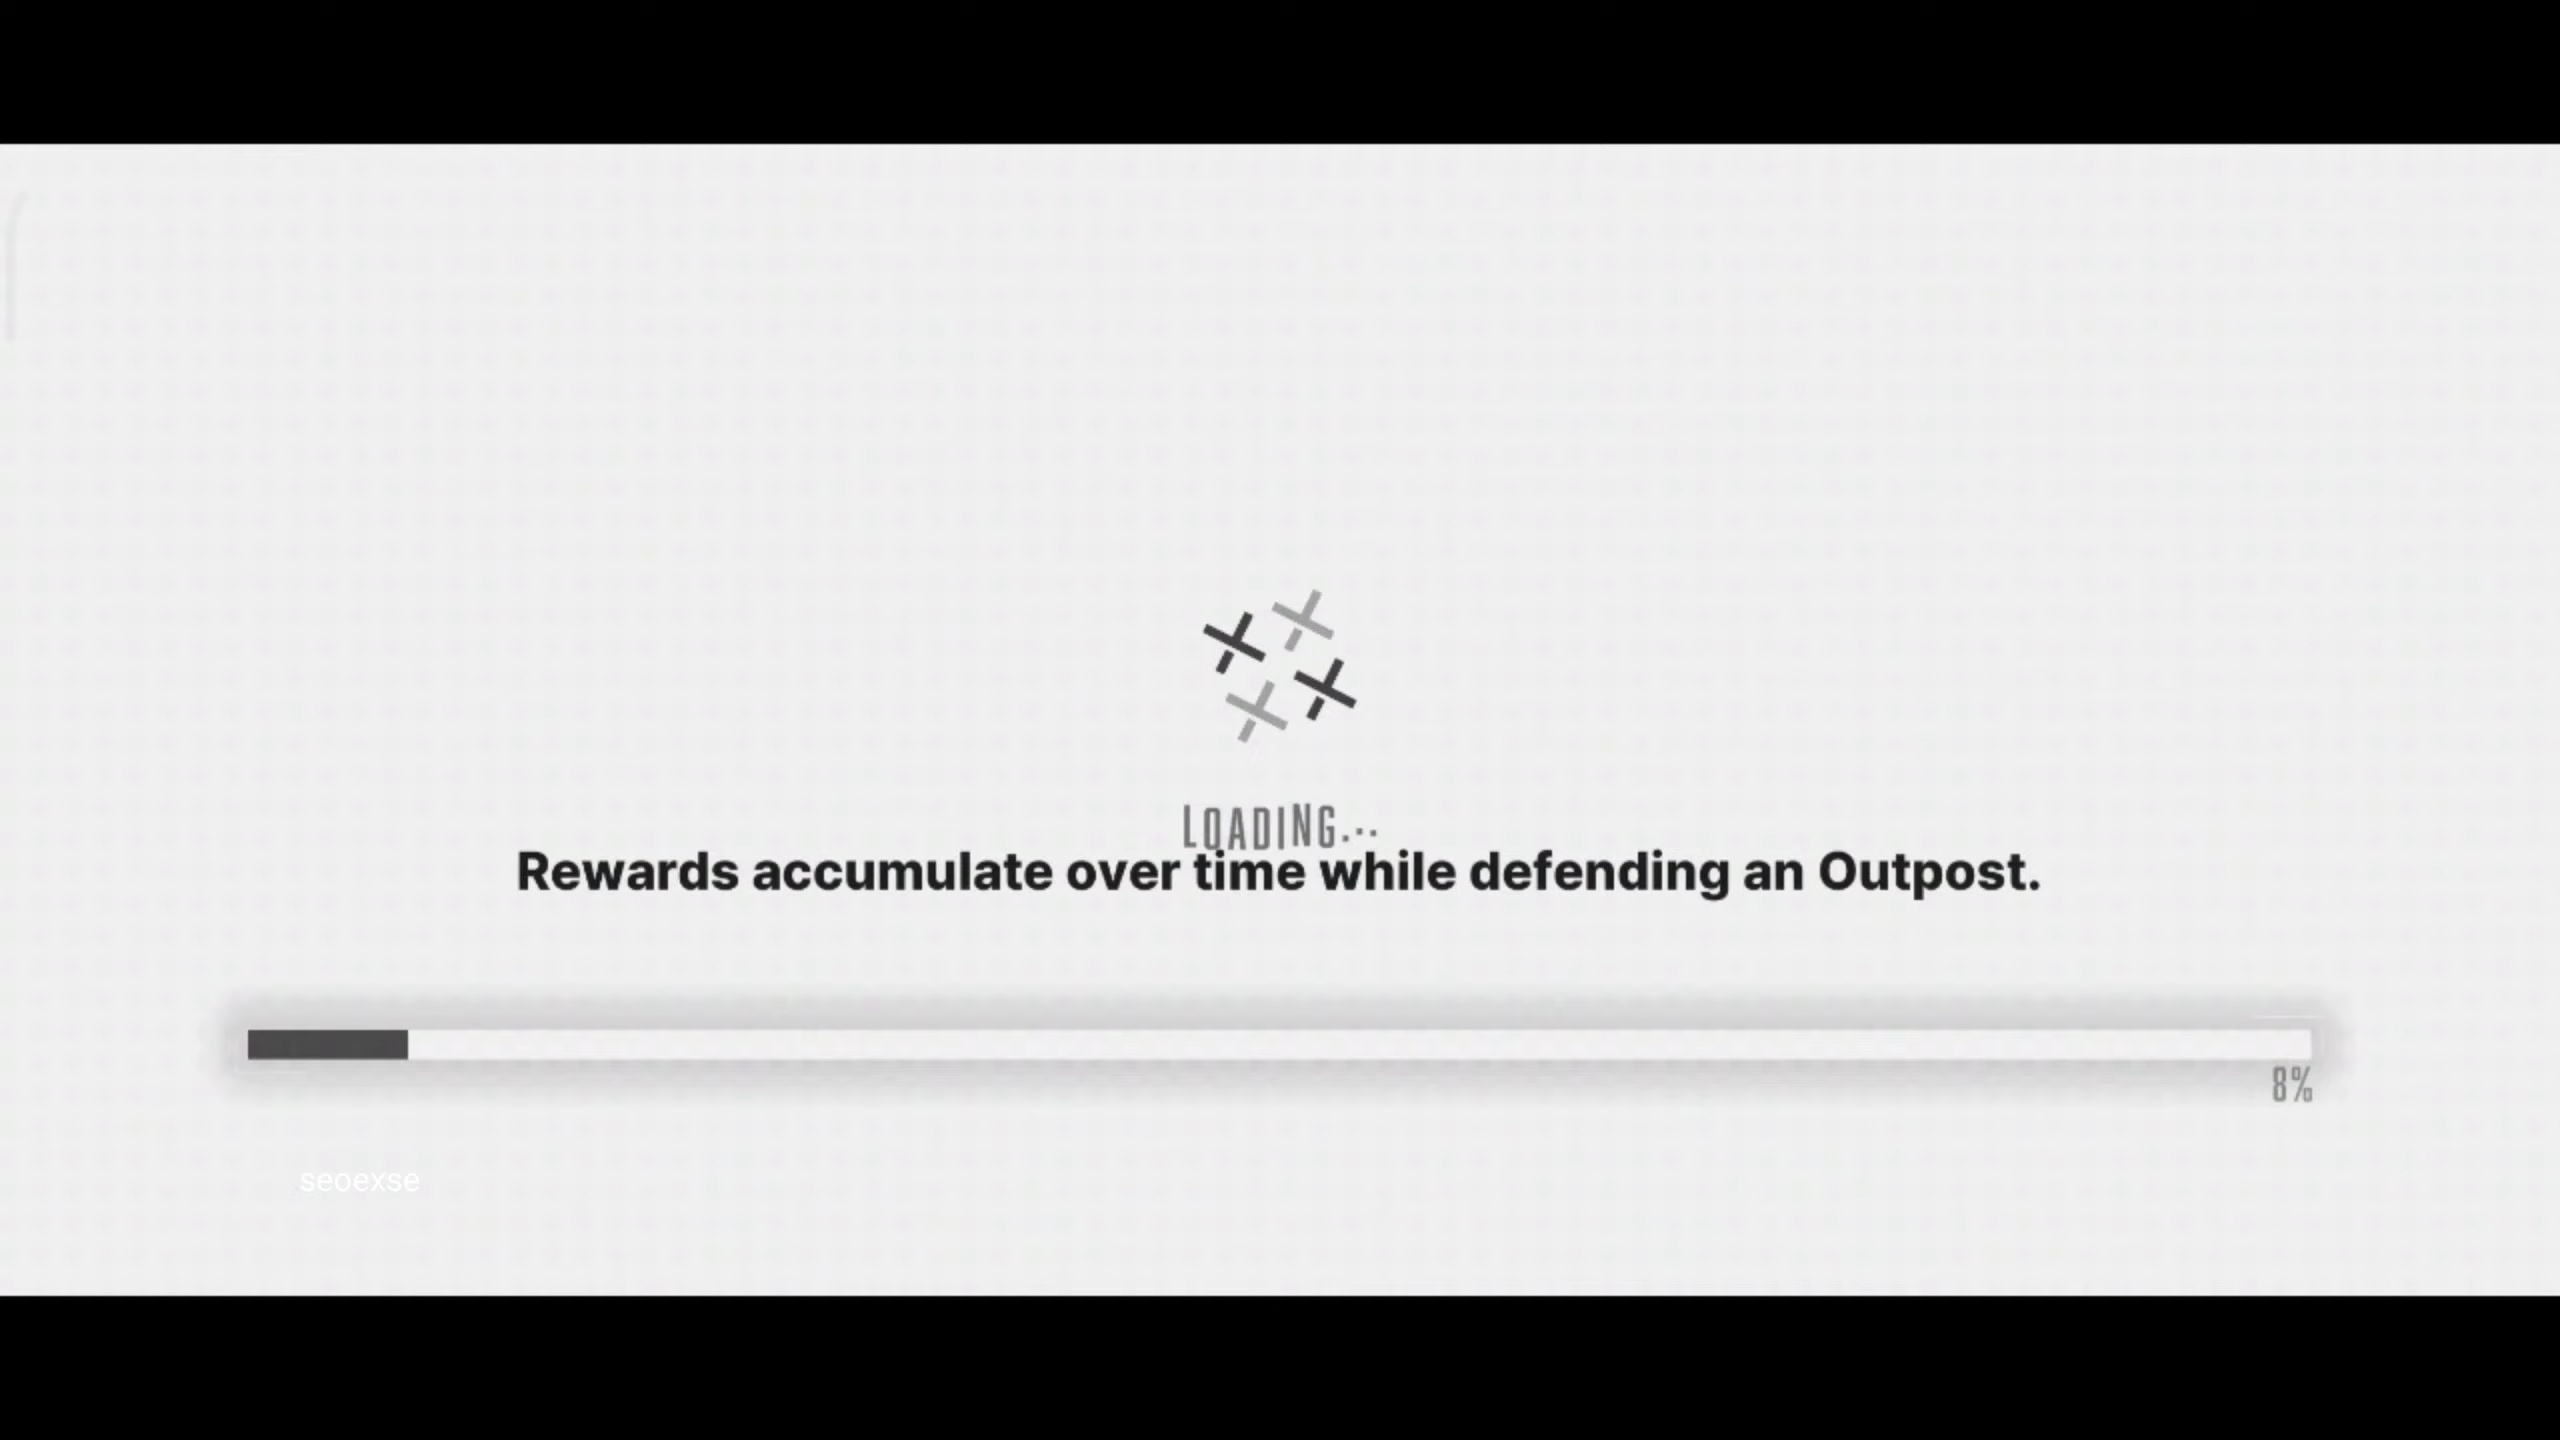 LOADING...
Rewards accumulate over time while defending an Outpost.
8%
seoexse